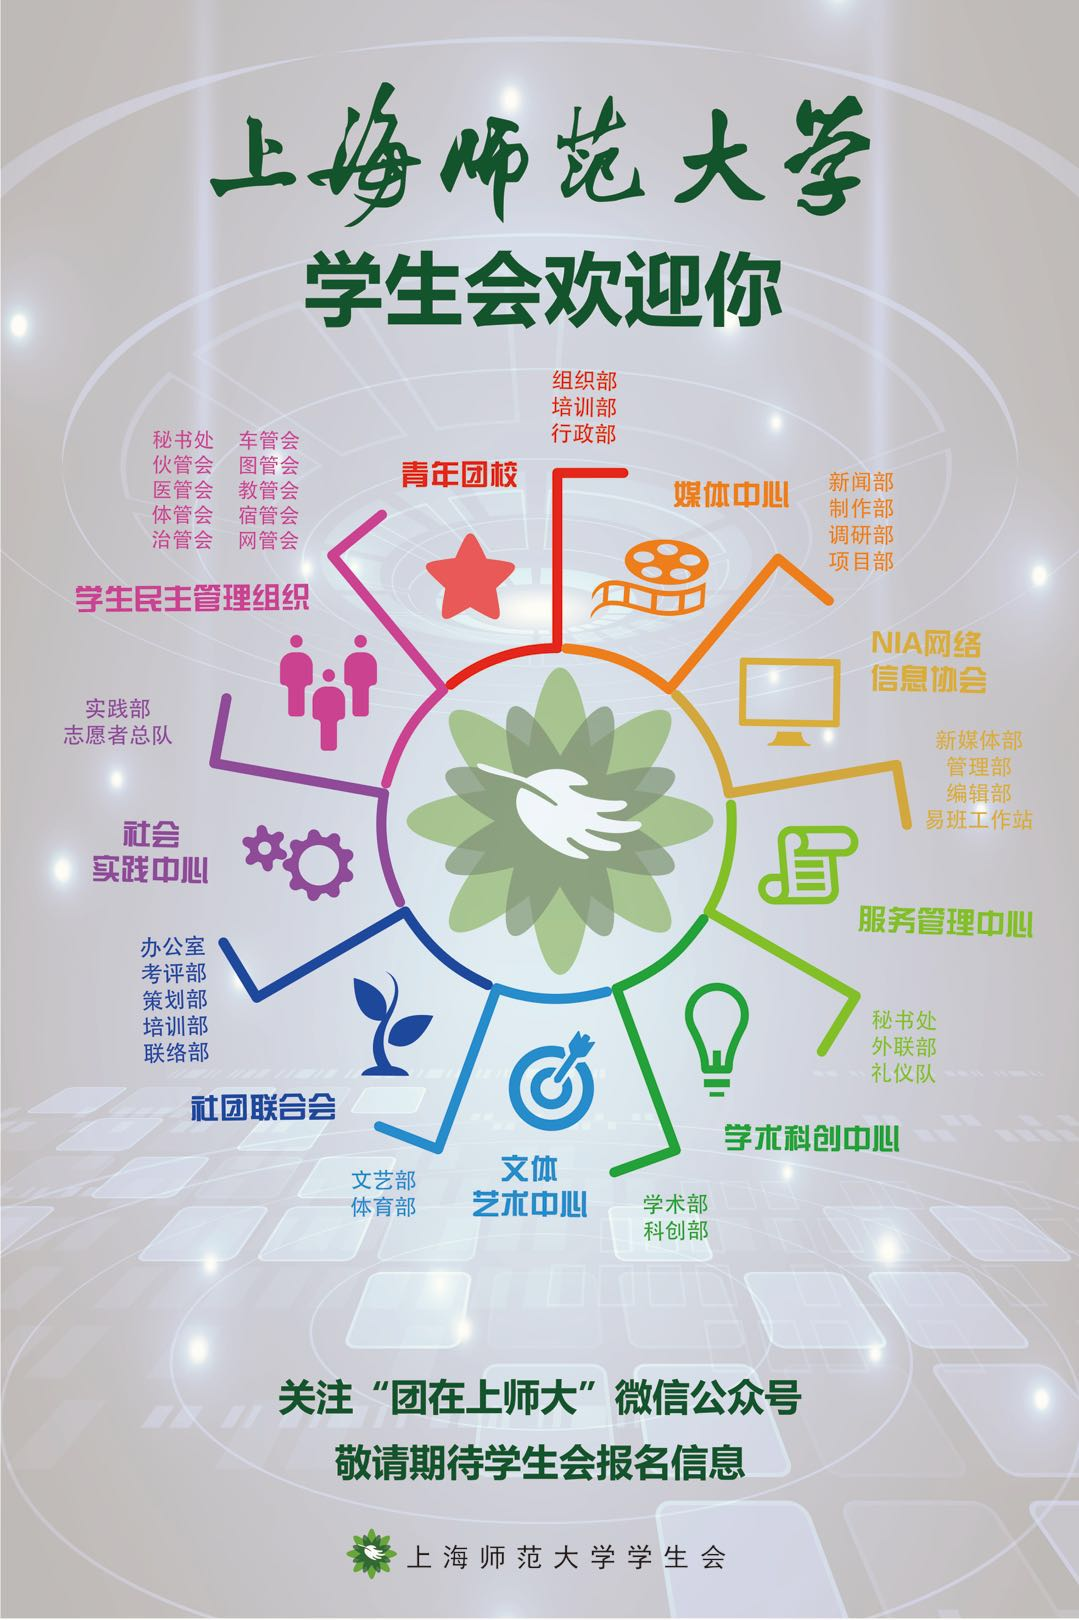 上海师范大学
学生会欢迎你
组织部
培训部
行政部
青年团校
媒体中心
新闻部
制作部
调研部
项目部
秘书处 车管会
伙管会 图管会
医管会 教管会
体管会 宿管会
治管会 网管会
学生民主管理组织
NIA网络
信息协会
新媒体部
管理部
编辑部
易班工作站
实践部
志愿者总队
社会
实践中心
服务管理中心
秘书处
外联部
礼仪队
办公室
考评部
策划部
培训部
联络部
社团联合会
学术科创中心
学术部
科创部
文体
艺术中心
文艺部
体育部
关注“团在上师大”微信公众号
敬请期待学生会报名信息
上海师范大学学生会